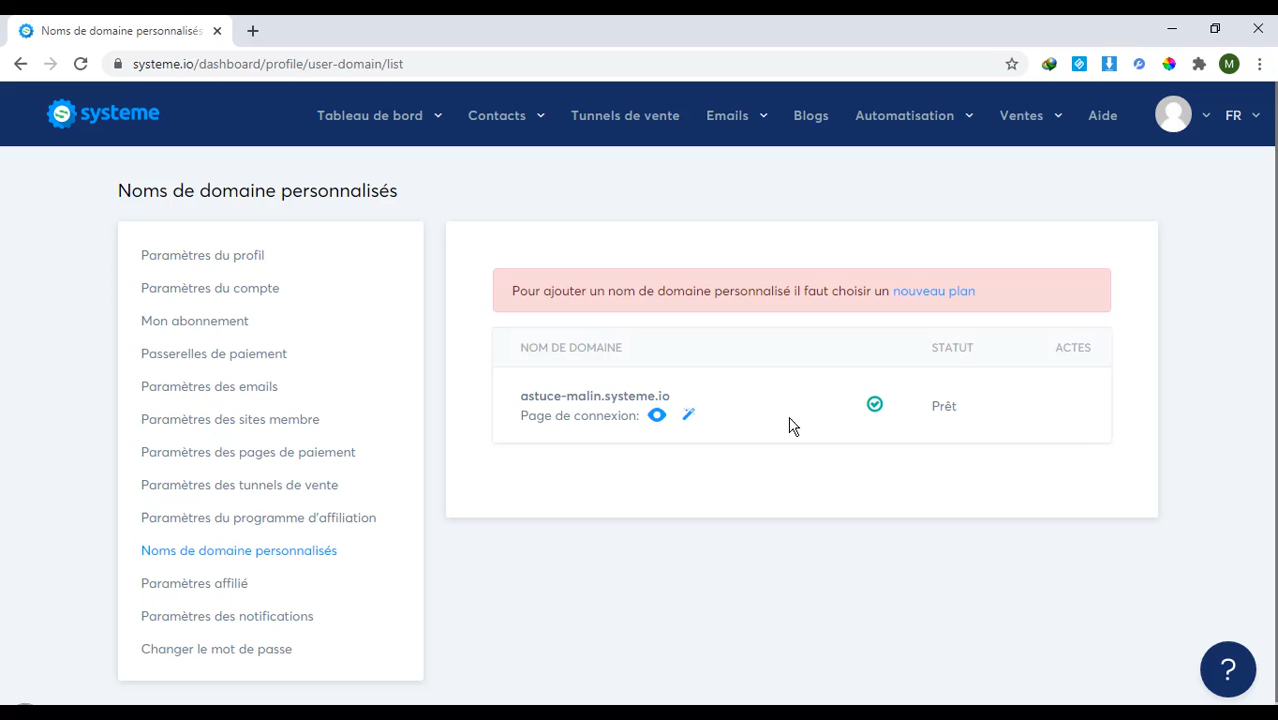 Noms de domaine personnalisés
systeme.io/dashboard/profile/user-domain/list
M
systeme
Tableau de bord
Contacts
Tunnels de vente
Emails
Blogs
Automatisation
Ventes
Aide
FR
Noms de domaine personnalisés
Paramètres du profil
Paramètres du compte
Mon abonnement
Passerelles de paiement
Paramètres des emails
Paramètres des sites membre
Paramètres des pages de paiement
Paramètres des tunnels de vente
Paramètres du programme d'affiliation
Noms de domaine personnalisés
Paramètres affilié
Paramètres des notifications
Changer le mot de passe
Pour ajouter un nom de domaine personnalisé il faut choisir un nouveau plan
NOM DE DOMAINE STATUT ACTES
astuce-malin.systeme.io
Page de connexion:
Prêt
?